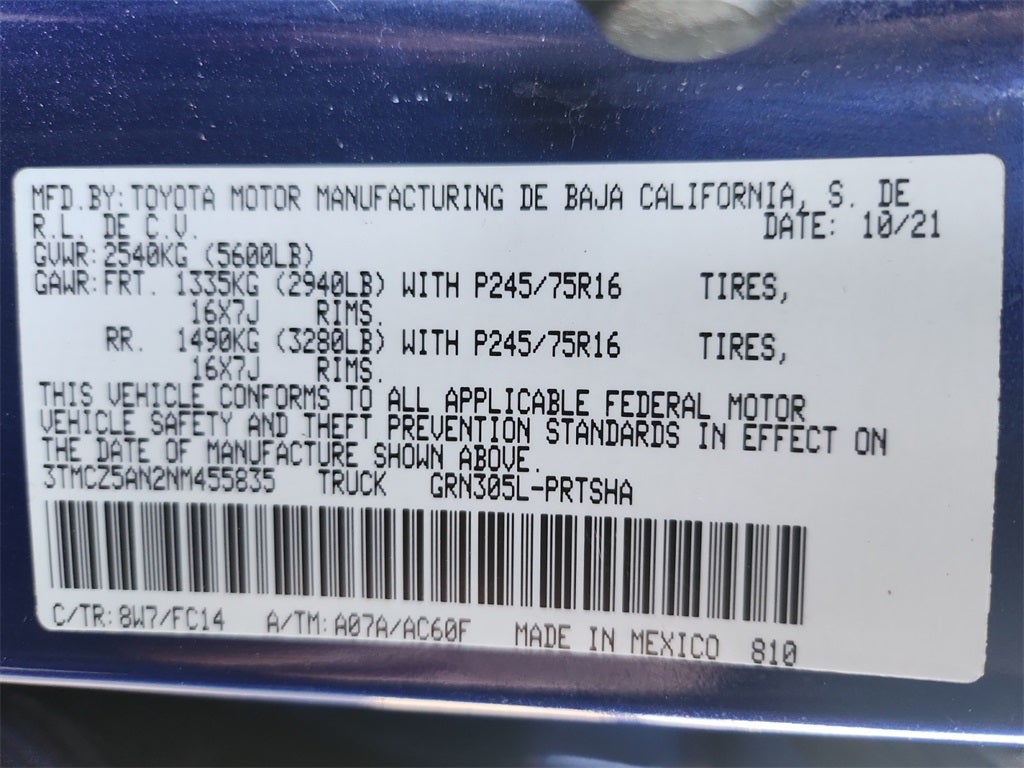 MFD.BY:TOYOTA MOTOR MANUFACTURING DE BAJA CALIFORNIA, S. DE
R.L. DE C.V. DATE: 10/21
GVWR:2540KG (5600LB)
GAWR:FRT. 1335KG (2940LB) WITH P245/75R16 TIRES,
16X7J RIMS.
RR. 1490KG (3280LB) WITH P245/75R16 TIRES,
16X7J RIMS.
THIS VEHICLE CONFORMS TO ALL APPLICABLE FEDERAL MOTOR
VEHICLE SAFETY AND THEFT PREVENTION STANDARDS IN EFFECT ON
THE DATE OF MANUFACTURE SHOWN ABOVE.
3TMCZ5AN2NM455835 TRUCK GRN305L-PRTSHA
C/TR:8W7/FC14 A/TM:A07A/AC60F MADE IN MEXICO 810